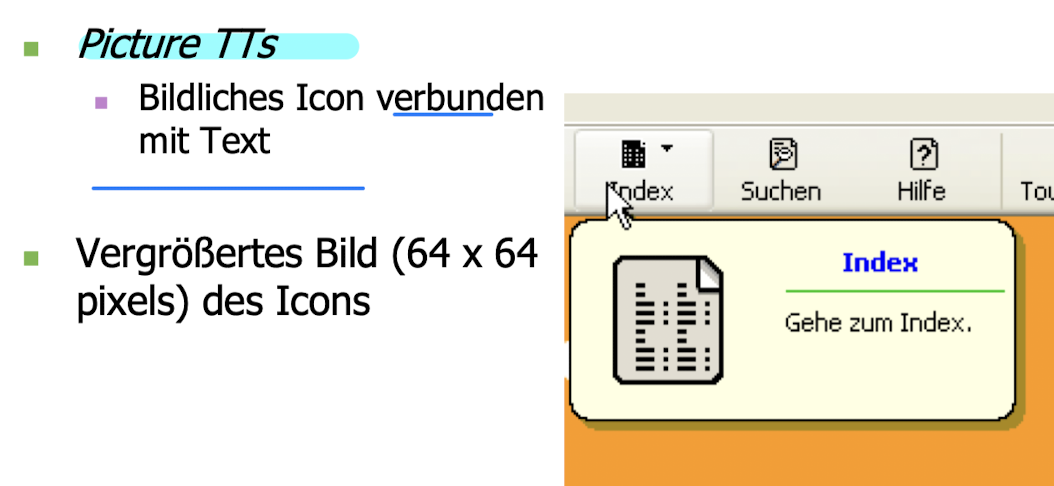 Picture TTs
Bildliches Icon verbunden
mit Text
Vergrößertes Bild (64 x 64
pixels) des Icons
Index
Suchen
Hilfe
Index
Gehe zum Index.